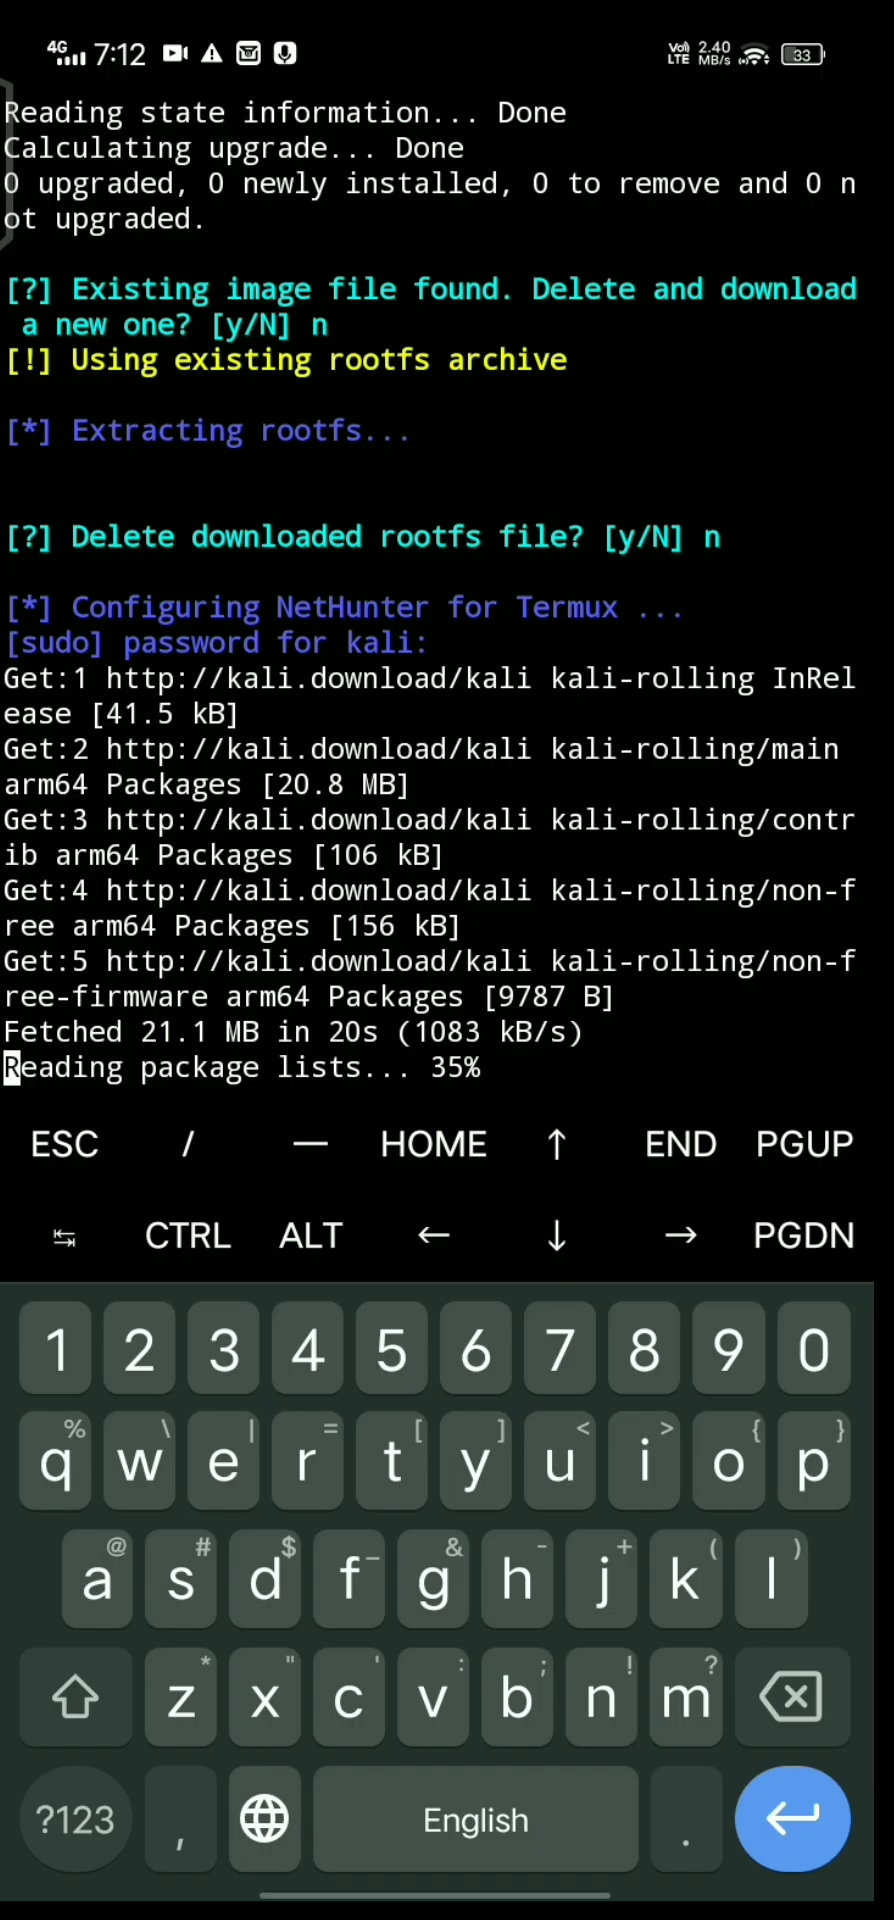 4G 7:12 Vo) LTE 2.40 MB/s 33
Reading state information... Done
Calculating upgrade... Done
0 upgraded, 0 newly installed, 0 to remove and 0 n
ot upgraded.
[?] Existing image file found. Delete and download
a new one? [y/N] n
[!] Using existing rootfs archive
[*] Extracting rootfs...
[?] Delete downloaded rootfs file? [y/N] n
[*] Configuring NetHunter for Termux ...
[sudo] password for kali:
Get:1 http://kali.download/kali kali-rolling InRel
ease [41.5 kB]
Get:2 http://kali.download/kali kali-rolling/main
arm64 Packages [20.8 MB]
Get:3 http://kali.download/kali kali-rolling/contr
ib arm64 Packages [106 kB]
Get:4 http://kali.download/kali kali-rolling/non-f
ree arm64 Packages [156 kB]
Get:5 http://kali.download/kali kali-rolling/non-f
ree-firmware arm64 Packages [9787 B]
Fetched 21.1 MB in 20s (1083 kB/s)
Reading package lists... 35%
ESC / — HOME ↑ END PGUP
↹ CTRL ALT ← ↓ → PGDN
1 2 3 4 5 6 7 8 9 0
% \ | = [ ] < > { }
q w e r t y u i o p
@ # $ _ & - + ( )
a s d f g h j k l
* " ' : ; ! ?
z x c v b n m
?123 , English .